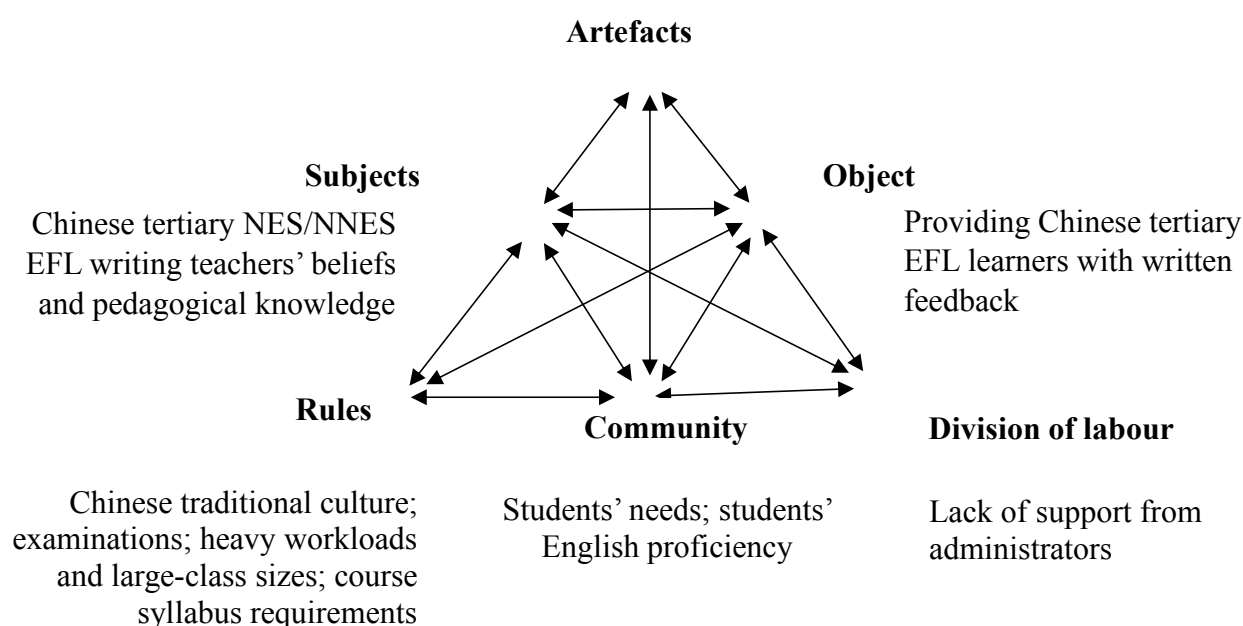 Artefacts
Subjects
Chinese tertiary NES/NNES
EFL writing teachers’ beliefs
and pedagogical knowledge
Object
Providing Chinese tertiary
EFL learners with written
feedback
Rules
Chinese traditional culture;
examinations; heavy workloads
and large-class sizes; course
syllabus requirements
Community
Students’ needs; students’
English proficiency
Division of labour
Lack of support from
administrators